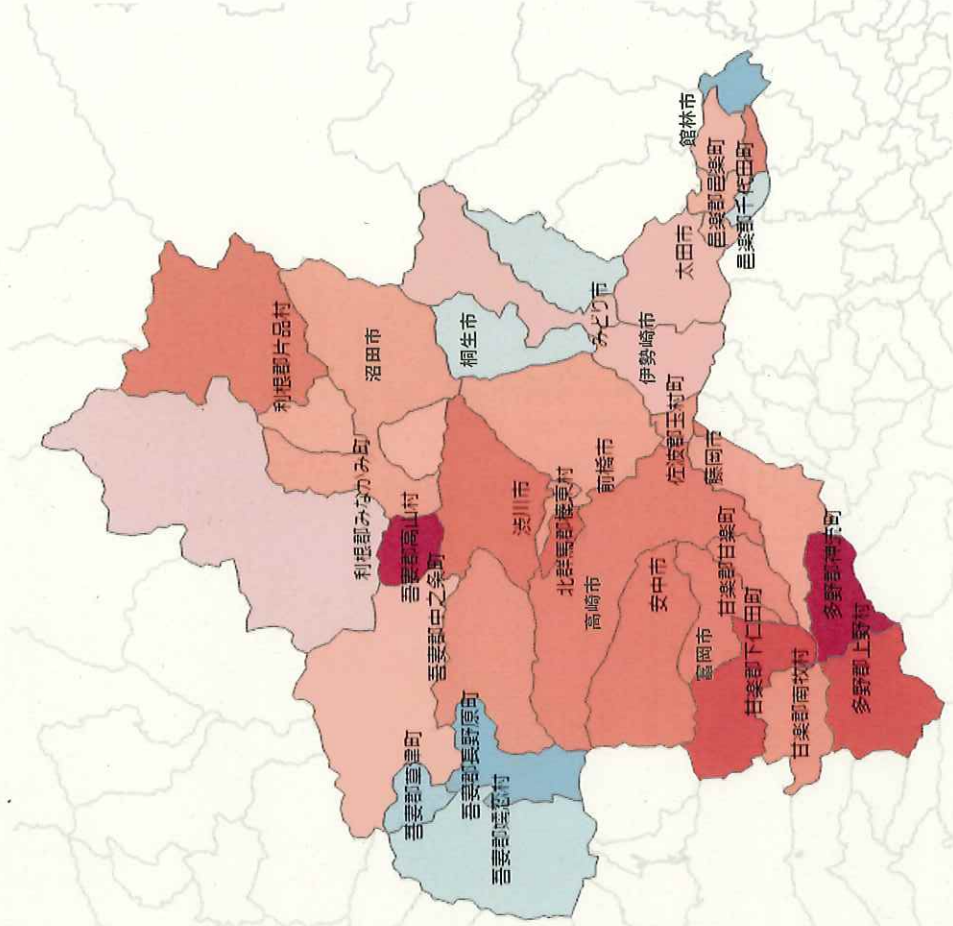 館林市
邑楽郡邑楽町
邑楽郡千代田町
太田市
みどり市
伊勢崎市
桐生市
沼田市
利根郡片品村
佐波郡玉村町
藤岡市
前橋市
利根郡みなかみ町
渋川市
北群馬郡榛東村
吾妻郡高山村
甘楽郡甘楽町
高崎市
安中市
多野郡神流町
吾妻郡中之条町
富岡市
甘楽郡下仁田町
多野郡上野村
甘楽郡南牧村
吾妻郡長野原町
吾妻郡草津町
吾妻郡嬬恋村